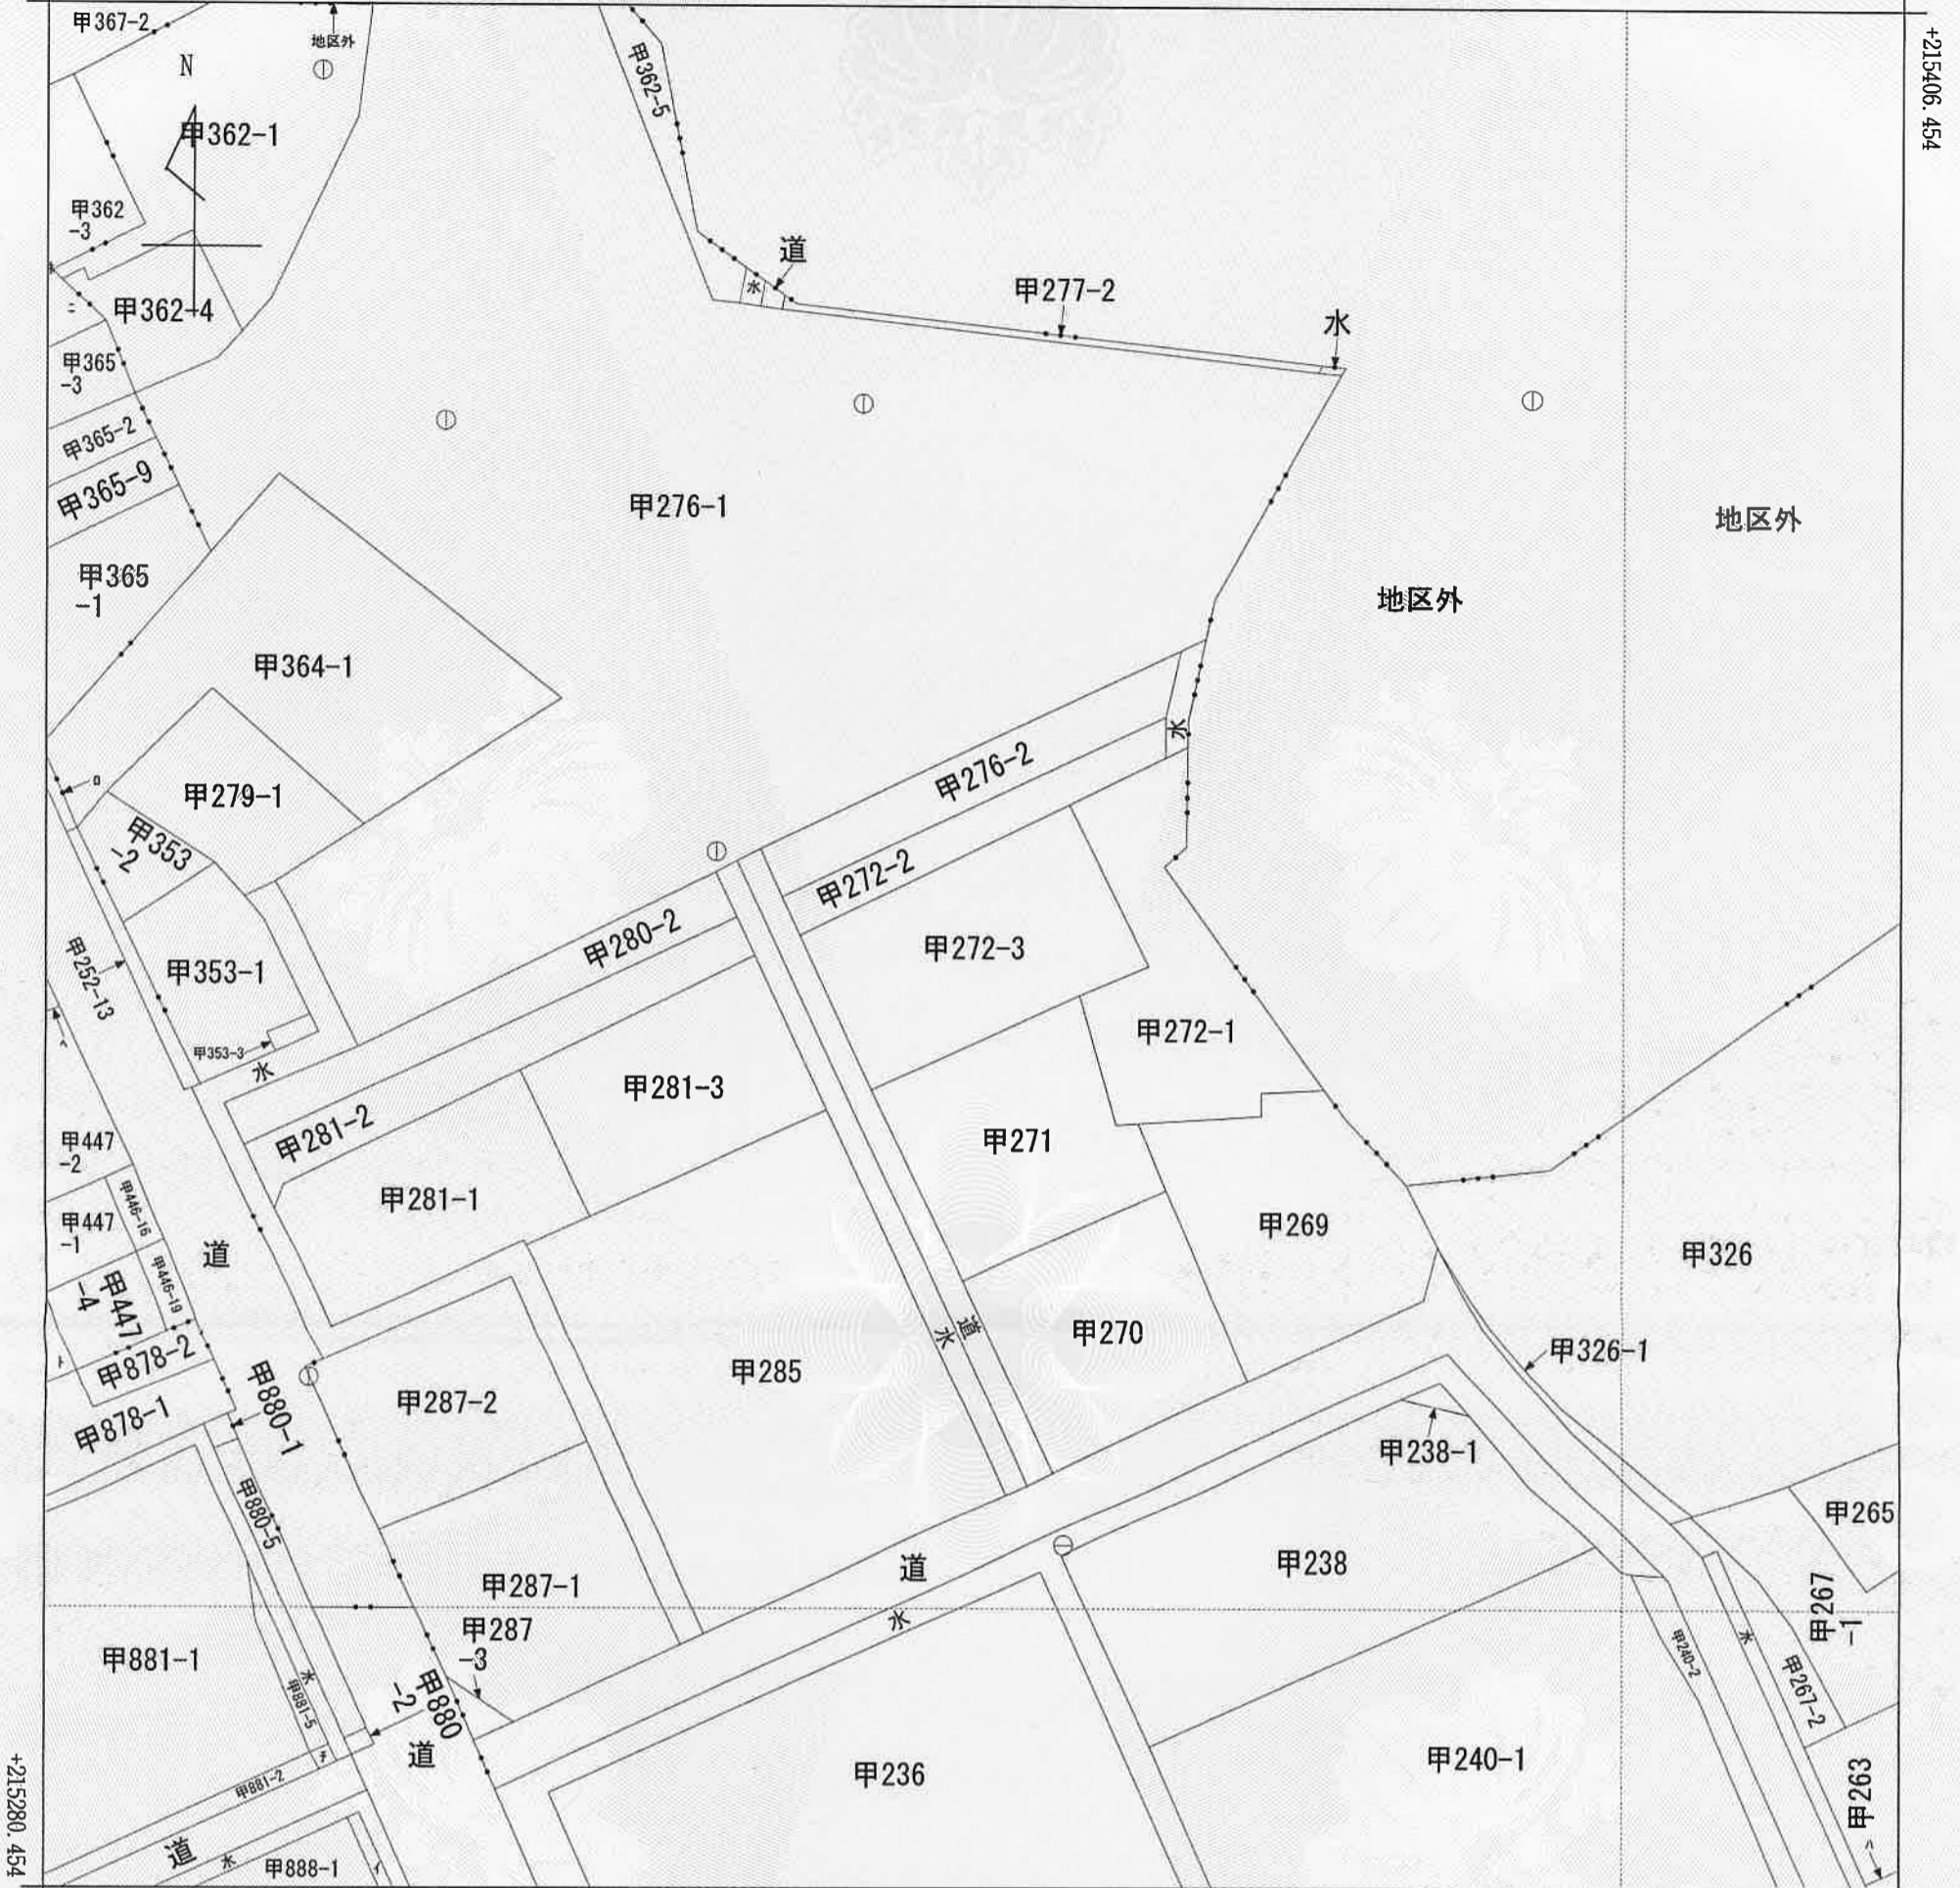 甲367-2
地区外
N
甲362-1
甲362-5
+215406.454
甲362
-3
道
水
甲277-2
水
ニ
甲362-4
甲365
-3
甲365-2
甲365-9
甲276-1
地区外
甲365
-1
地区外
甲364-1
水
甲276-2
ロ
甲279-1
甲353
-2
甲272-2
甲280-2
甲272-3
甲252-13
甲353-1
甲272-1
甲353-3
水
ヘ
甲281-3
甲281-2
甲271
甲447
-2
甲446-16
甲281-1
甲447
-1
道
甲269
甲326
甲446-19
甲447
-4
水
道
甲270
甲326-1
ト
甲878-2
甲285
甲880-1
甲287-2
甲878-1
甲238-1
甲880-5
甲265
道
甲238
甲287-1
甲267
-1
水
甲287
-3
水
甲240-2
甲881-1
水
甲881-5
甲880
-2
甲267-2
道
チ
甲236
甲240-1
甲881-2
甲263
+215280.454
道
水
甲888-1
イ
ハ